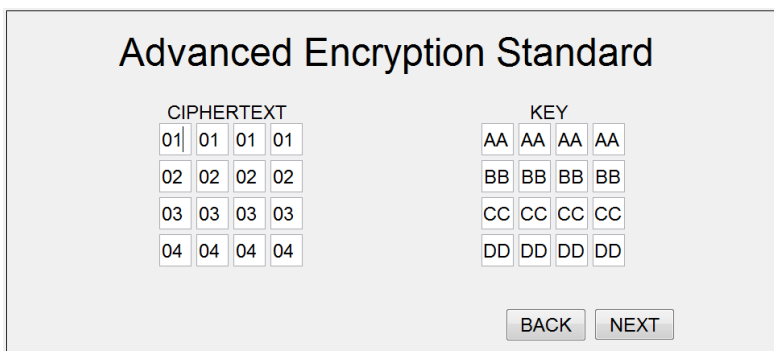 Advanced Encryption Standard
CIPHERTEXT KEY
01 01 01 01 AA AA AA AA
02 02 02 02 BB BB BB BB
03 03 03 03 CC CC CC CC
04 04 04 04 DD DD DD DD
BACK NEXT